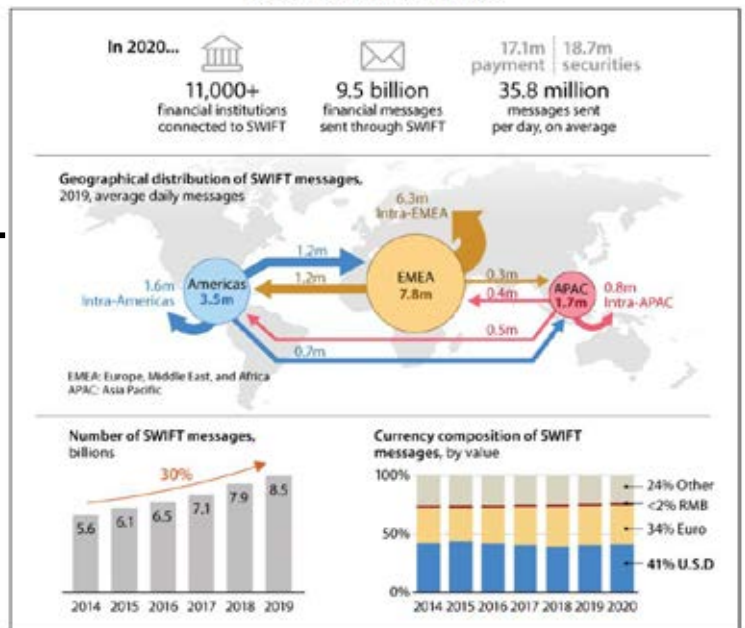 In 2020...
11,000+
financial institutions
connected to SWIFT
9.5 billion
financial messages
sent through SWIFT
17.1m payment | 18.7m securities
35.8 million
messages sent
per day, on average
Geographical distribution of SWIFT messages,
2019, average daily messages
6.3m
Intra-EMEA
1.2m
1.2m
1.6m
Intra-Americas
Americas
3.5m
EMEA
7.8m
0.3m
0.4m
APAC
1.7m
0.8m
Intra-APAC
0.5m
0.7m
EMEA: Europe, Middle East, and Africa
APAC: Asia Pacific
Number of SWIFT messages,
billions
30%
5.6
6.1
6.5
7.1
7.9
8.5
2014 2015 2016 2017 2018 2019
Currency composition of SWIFT
messages, by value
100%
50%
0%
24% Other
<2% RMB
34% Euro
41% U.S.D
2014 2015 2016 2017 2018 2019 2020